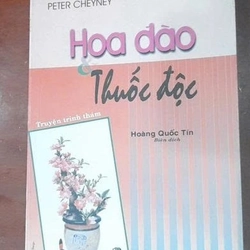 PETER CHEYNEY
Hoa đào
&
Thuốc độc
Truyện trinh thám
Hoàng Quốc Tín
Biên dịch